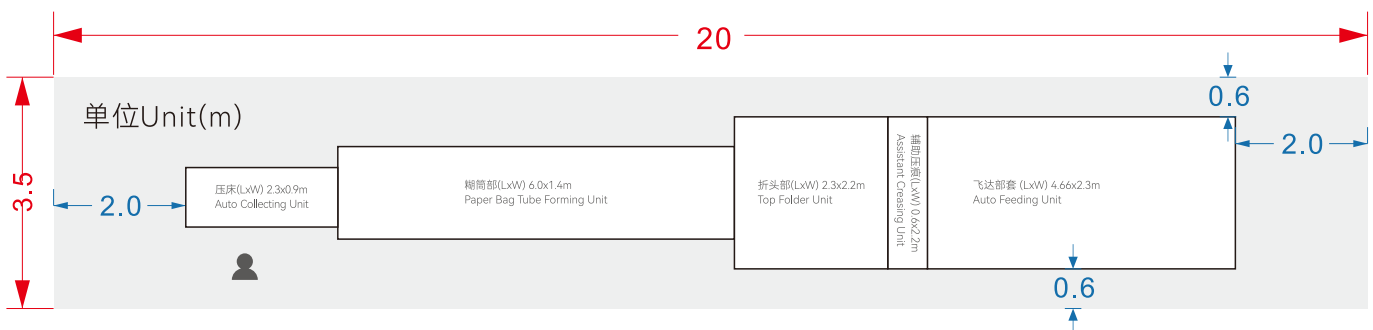 20
0.6
单位Unit(m)
3.5
2.0
压床(LxW) 2.3x0.9m
Auto Collecting Unit
糊筒部(LxW) 6.0x1.4m
Paper Bag Tube Forming Unit
折头部(LxW) 2.3x2.2m
Top Folder Unit
辅助压痕(LxW) 0.6x2.2m
Assistant Creasing Unit
飞达部套 (LxW) 4.66x2.3m
Auto Feeding Unit
2.0
0.6